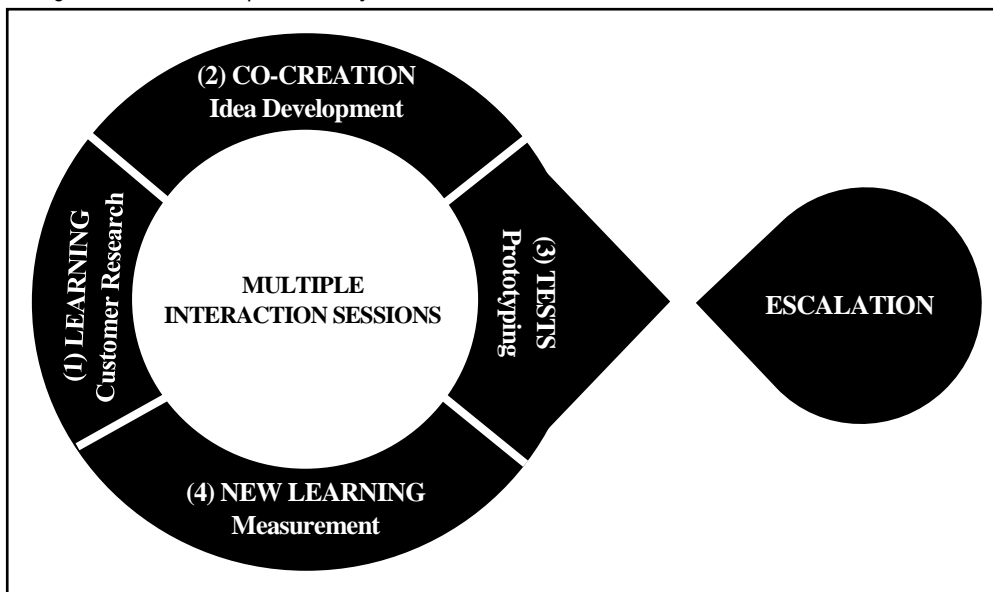 (2) CO-CREATION
Idea Development
(1) LEARNING
Customer Research
MULTIPLE
INTERACTION SESSIONS
(3) TESTS
Prototyping
ESCALATION
(4) NEW LEARNING
Measurement